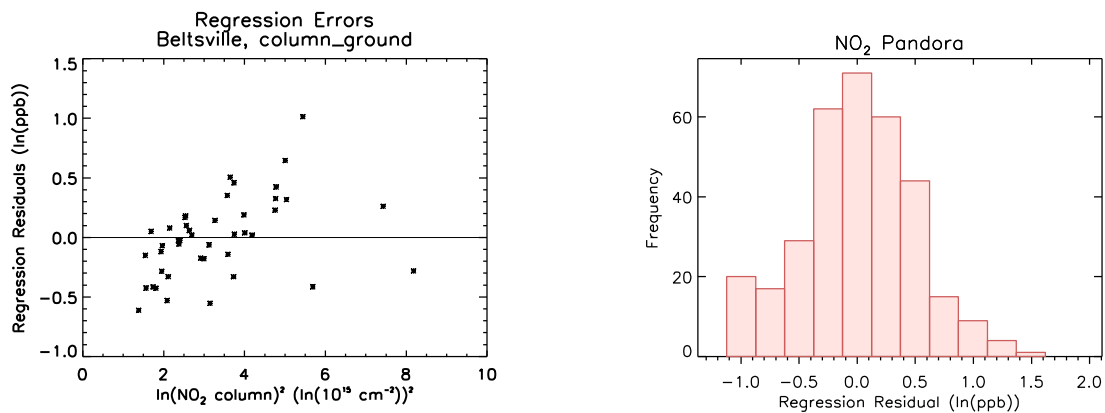 Regression Errors
Beltsville, column_ground
1.5
1.0
0.5
0.0
−0.5
−1.0
Regression Residuals (ln(ppb))
0 2 4 6 8 10
ln(NO₂ column)² (ln(10¹⁵ cm⁻²))²
NO₂ Pandora
60
40
20
0
Frequency
−1.0 −0.5 0.0 0.5 1.0 1.5 2.0
Regression Residual (ln(ppb))